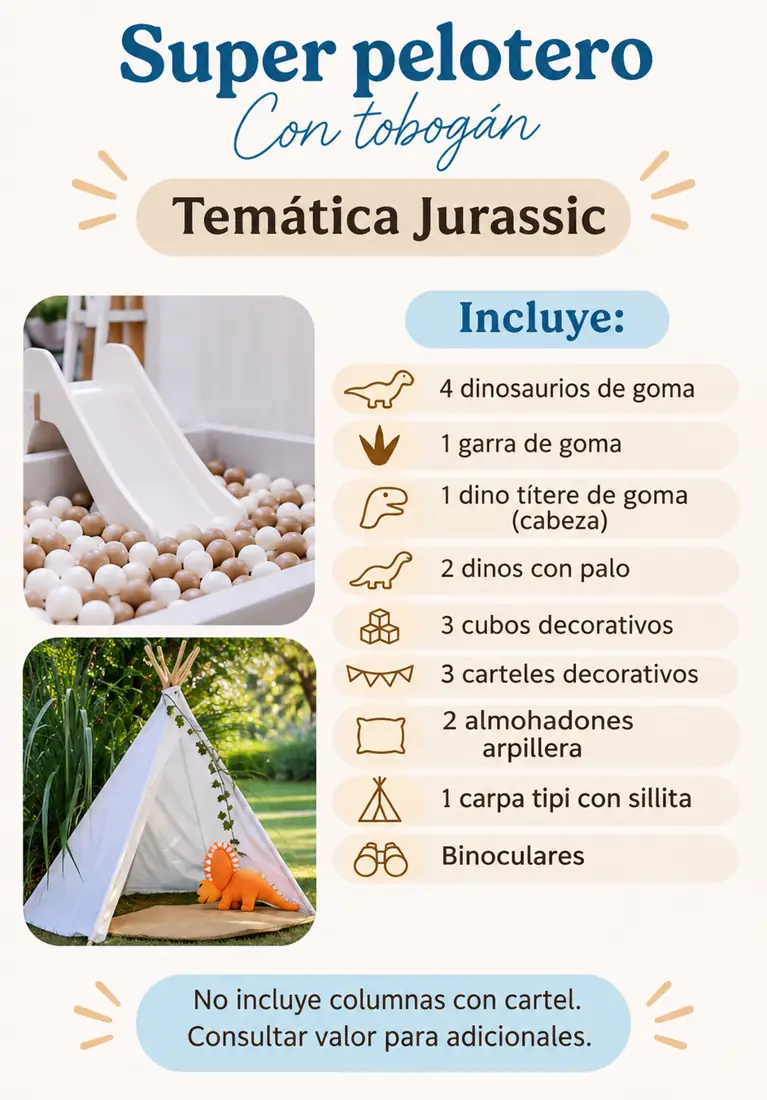 Super pelotero
Con tobogán
Temática Jurassic
Incluye:
4 dinosaurios de goma
1 garra de goma
1 dino títere de goma
(cabeza)
2 dinos con palo
3 cubos decorativos
3 carteles decorativos
2 almohadones
arpillera
1 carpa tipi con sillita
Binoculares
No incluye columnas con cartel.
Consultar valor para adicionales.